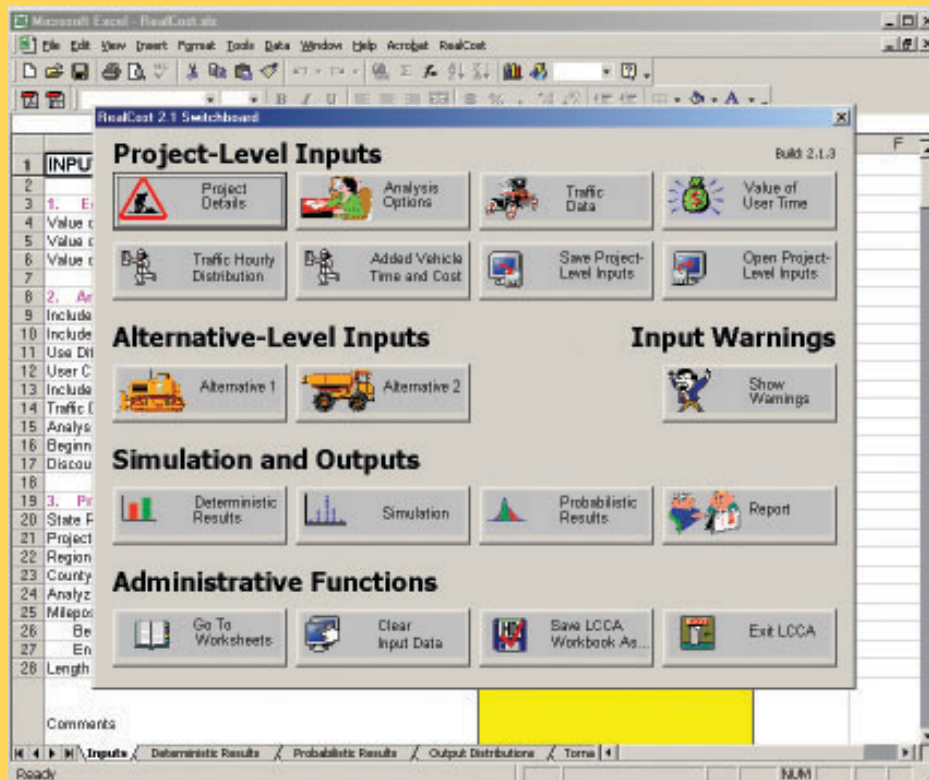 Microsoft Excel - RealCost.xls
File Edit View Insert Format Tools Data Window Help Acrobat RealCost
RealCost 2.1 Switchboard
Project-Level Inputs
Build: 2.1.3
Project Details
Analysis Options
Traffic Data
Value of User Time
Traffic Hourly Distribution
Added Vehicle Time and Cost
Save Project-Level Inputs
Open Project-Level Inputs
Alternative-Level Inputs
Input Warnings
Alternative 1
Alternative 2
Show Warnings
Simulation and Outputs
Deterministic Results
Simulation
Probabilistic Results
Report
Administrative Functions
Go To Worksheets
Clear Input Data
Save LCCA Workbook As...
Exit LCCA
F
1 INPU
2
3 1. E
4 Value
5 Value
6 Value
7
8 2. An
9 Include
10 Include
11 Use Dif
12 User C
13 Include
14 Traffic
15 Analys
16 Beginn
17 Discou
18
19 3. Pr
20 State
21 Project
22 Region
23 County
24 Analyz
25 Milepos
26 Be
27 En
28 Length
Comments
Inputs / Deterministic Results / Probabilistic Results / Output Distributions / Torna
Ready
NUM